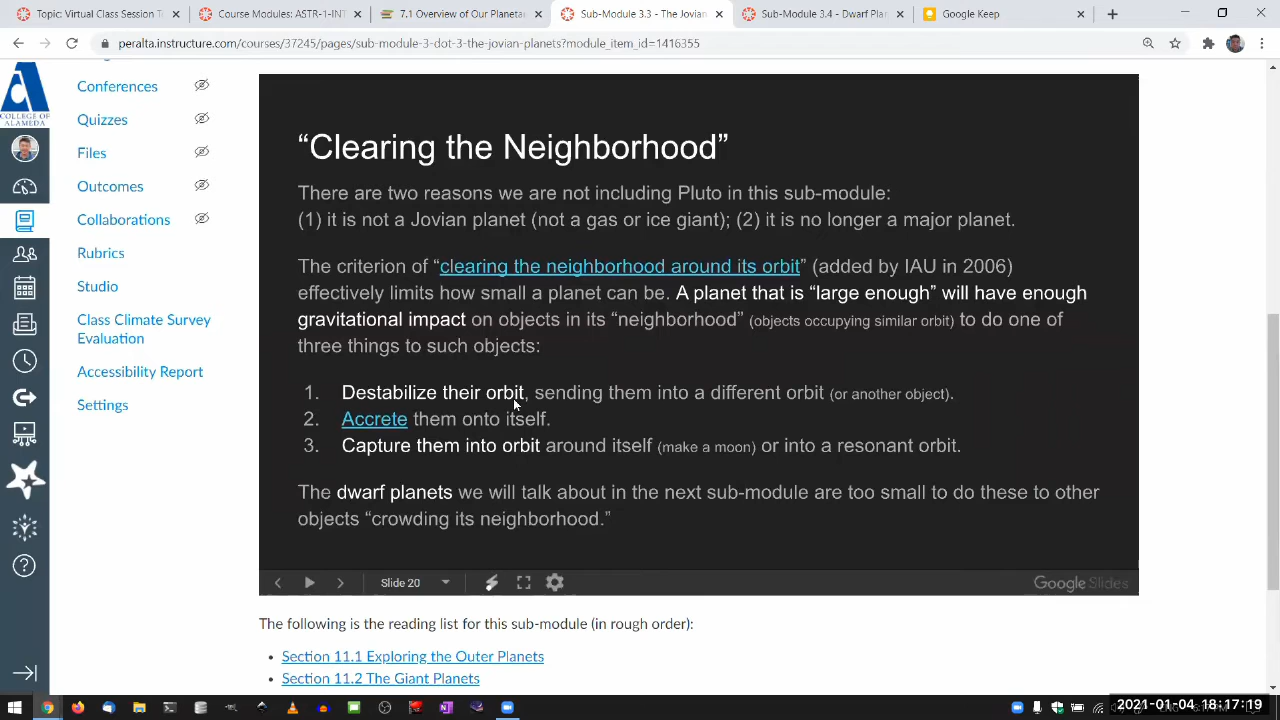 Topic: Virtual Class Session T
Course Modules: ASTR-1-INT
7.1 Overview of Our Planeta
Sub-Module 3.3 - The Jovian
Sub-Module 3.4 - Dwarf Plan
Google Keep
peralta.instructure.com/courses/37245/pages/sub-module-3-dot-3-the-jovian-planets?module_item_id=1416355
COLLEGE OF
ALAMEDA
Conferences
Quizzes
Files
Outcomes
Collaborations
Rubrics
Studio
Class Climate Survey
Evaluation
Accessibility Report
Settings
“Clearing the Neighborhood”
There are two reasons we are not including Pluto in this sub-module:
(1) it is not a Jovian planet (not a gas or ice giant); (2) it is no longer a major planet.
The criterion of “clearing the neighborhood around its orbit” (added by IAU in 2006)
effectively limits how small a planet can be. A planet that is “large enough” will have enough
gravitational impact on objects in its “neighborhood” (objects occupying similar orbit) to do one of
three things to such objects:
1. Destabilize their orbit, sending them into a different orbit (or another object).
2. Accrete them onto itself.
3. Capture them into orbit around itself (make a moon) or into a resonant orbit.
The dwarf planets we will talk about in the next sub-module are too small to do these to other
objects “crowding its neighborhood.”
Slide 20
Google Slides
The following is the reading list for this sub-module (in rough order):
• Section 11.1 Exploring the Outer Planets
• Section 11.2 The Giant Planets
2021-01-04 18:17:19